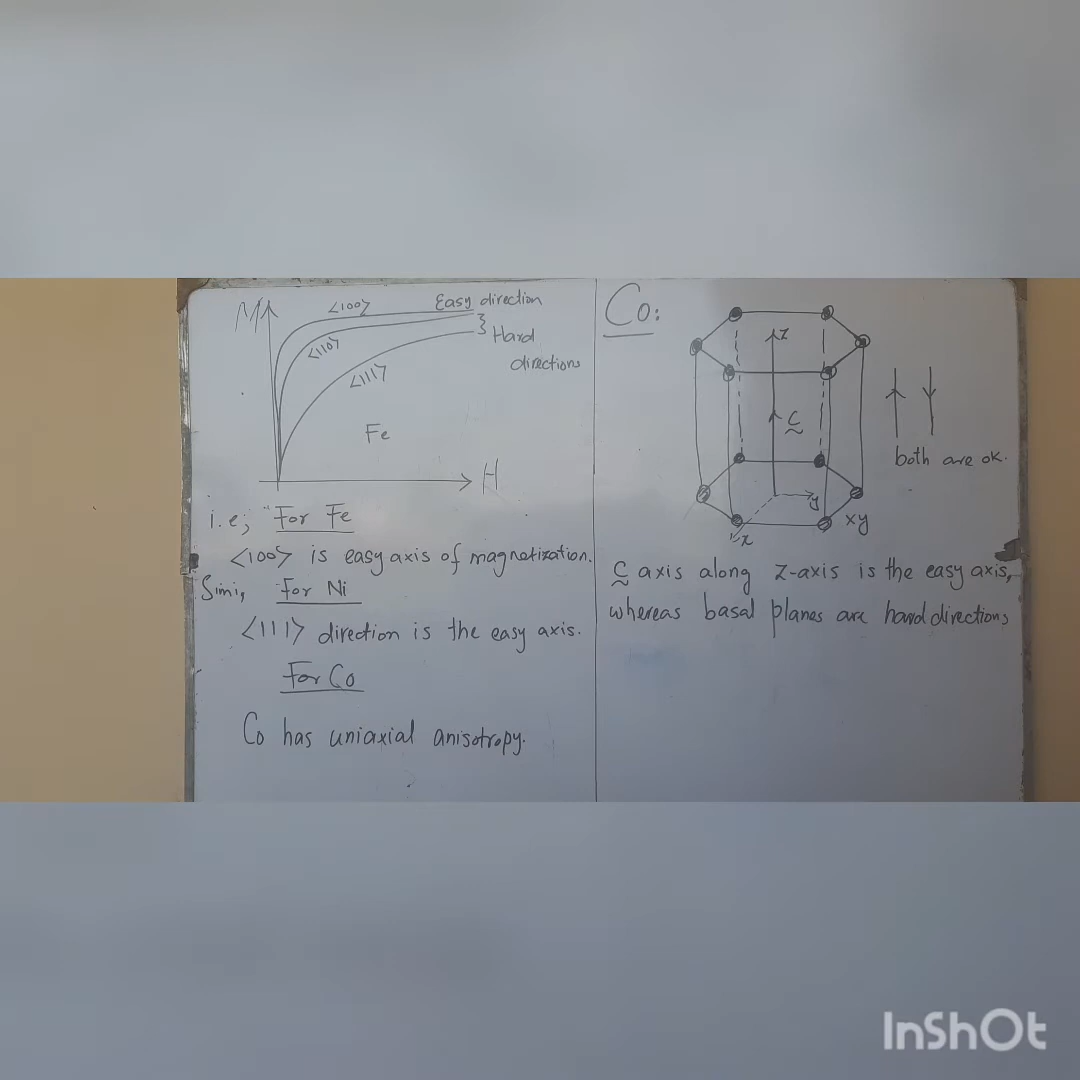 M
<100>
Easy direction
<110>
Hard
directions
<111>
Fe
H
i.e; For Fe
<100> is easy axis of magnetization.
Simi, For Ni
<111> direction is the easy axis.
For Co
Co has uniaxial anisotropy.
Co:
z
c
y
x
xy
both are ok.
c axis along z-axis is the easy axis,
whereas basal planes are hard directions
InShOt